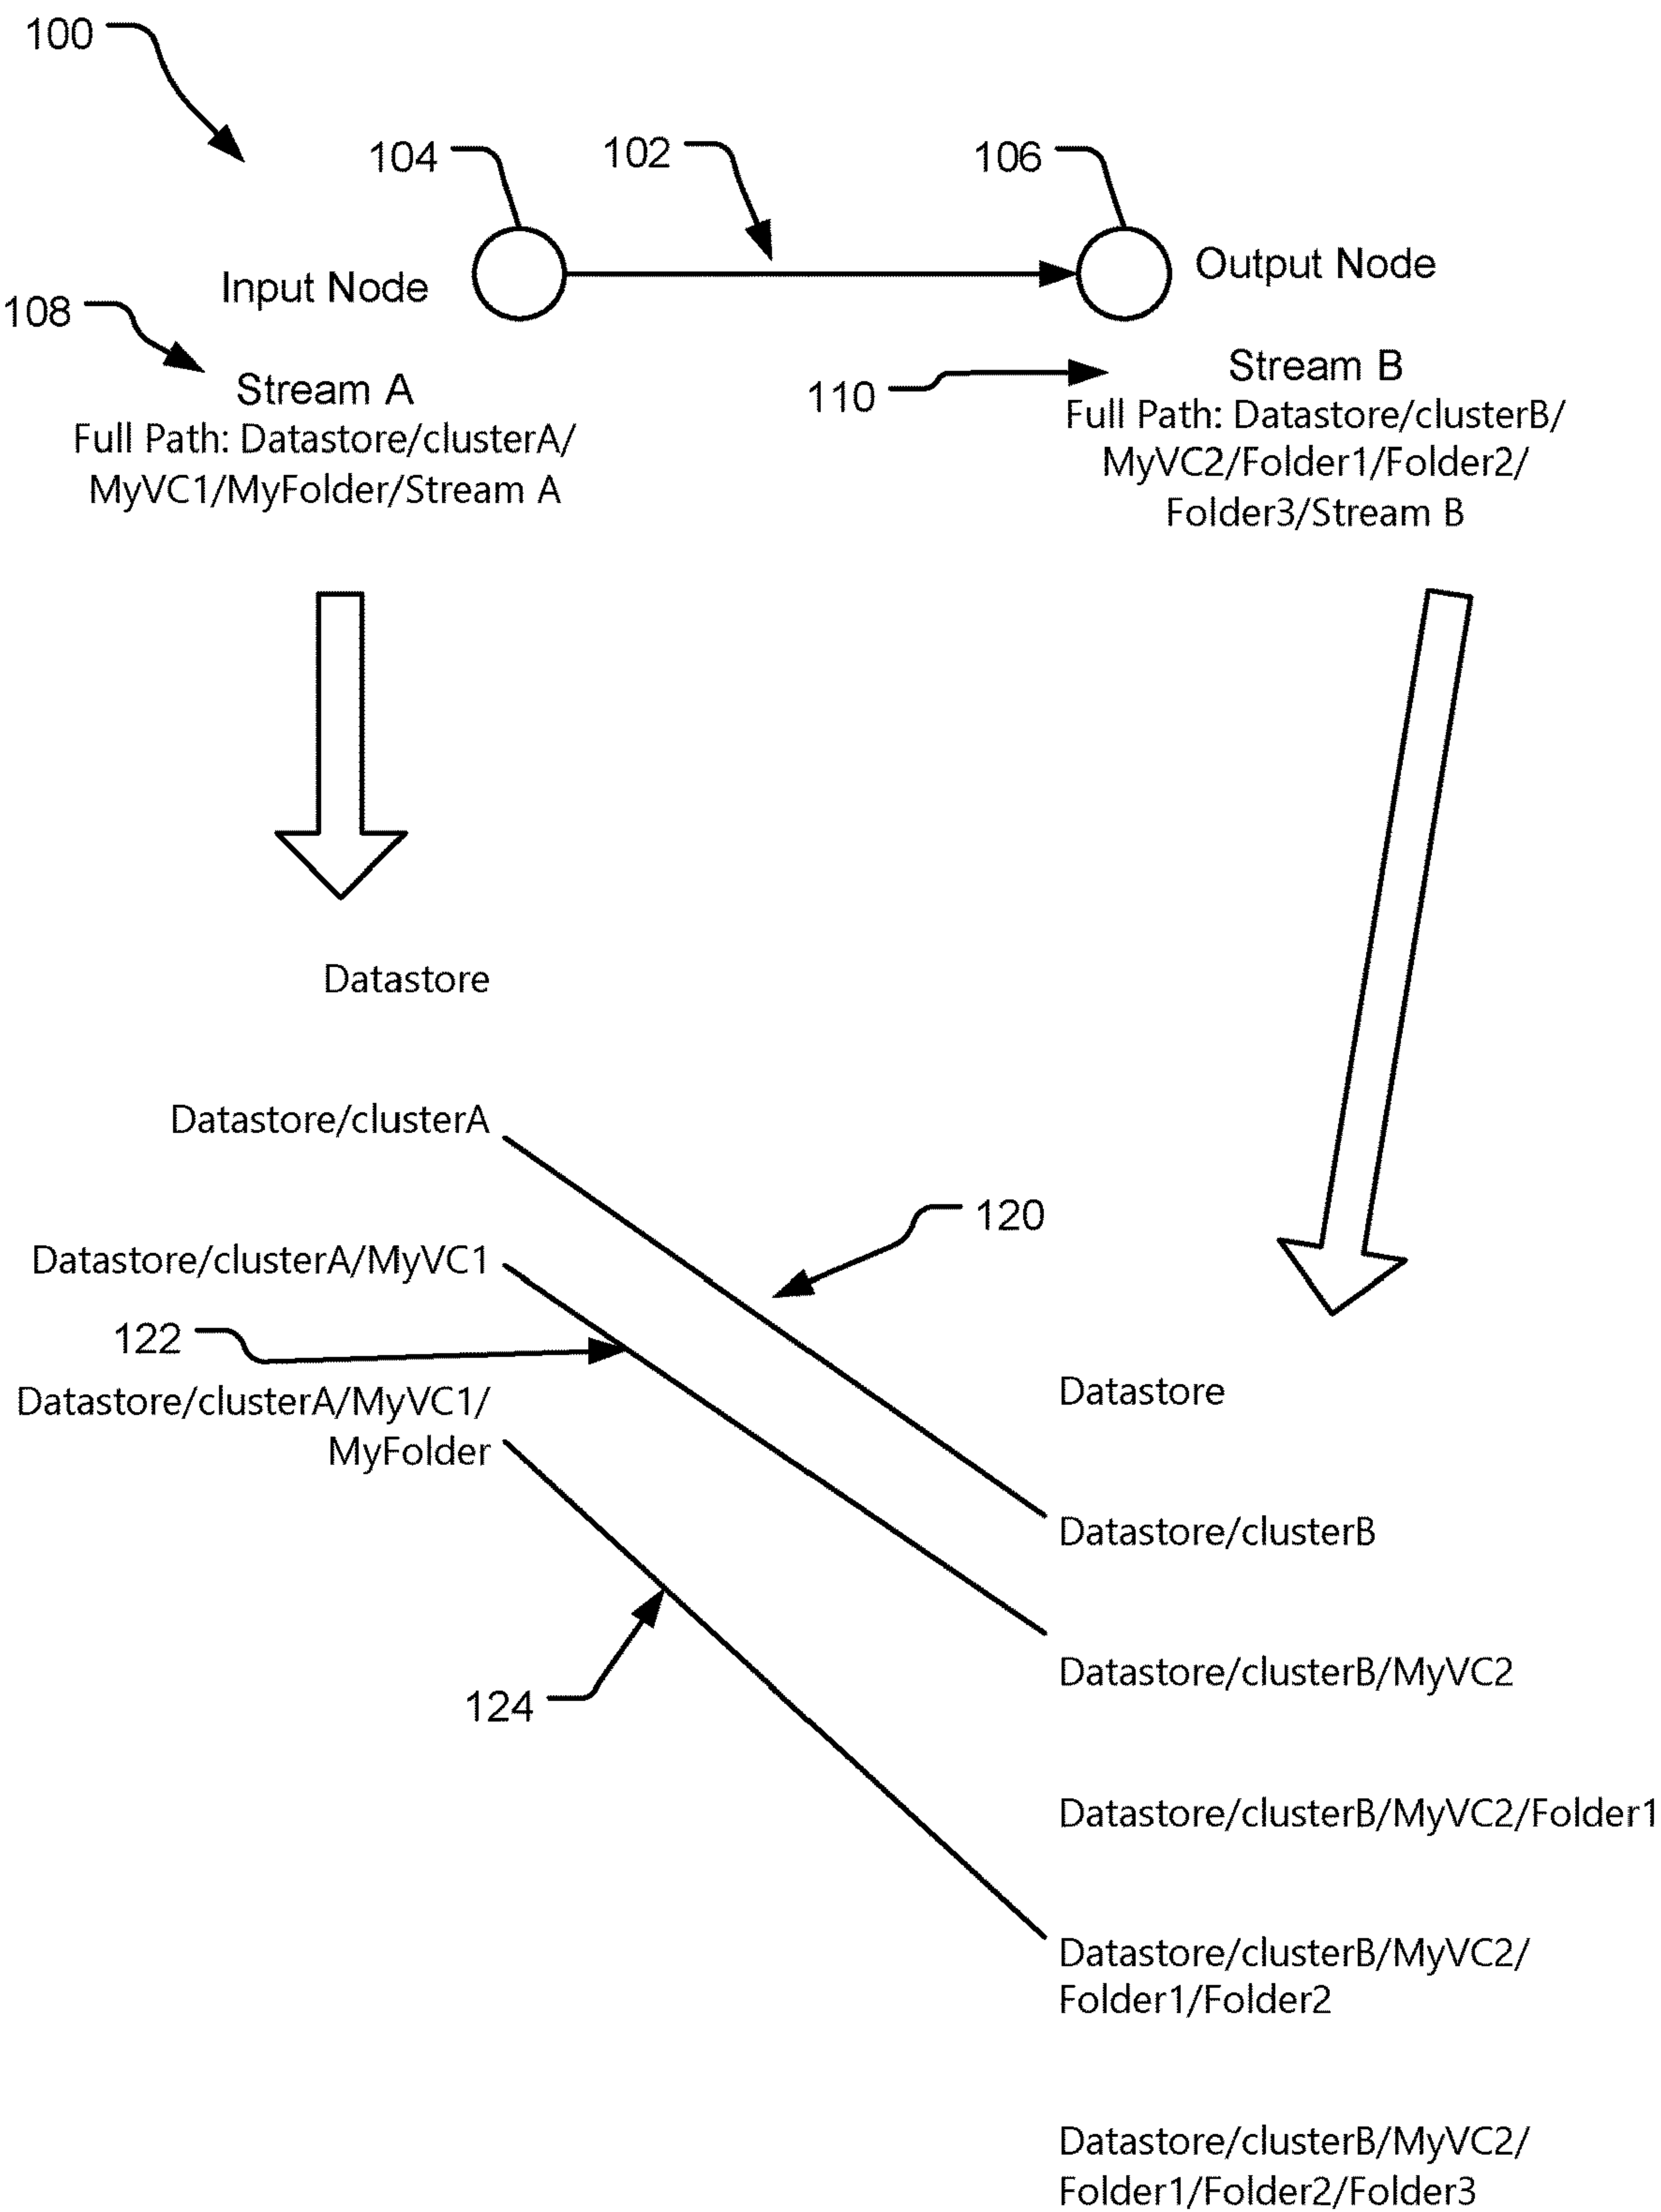 100
104
102
106
Input Node
Output Node
108
Stream A
Full Path: Datastore/clusterA/
MyVC1/MyFolder/Stream A
110
Stream B
Full Path: Datastore/clusterB/
MyVC2/Folder1/Folder2/
Folder3/Stream B
Datastore
Datastore/clusterA
Datastore/clusterA/MyVC1
Datastore/clusterA/MyVC1/
MyFolder
120
122
124
Datastore
Datastore/clusterB
Datastore/clusterB/MyVC2
Datastore/clusterB/MyVC2/Folder1
Datastore/clusterB/MyVC2/
Folder1/Folder2
Datastore/clusterB/MyVC2/
Folder1/Folder2/Folder3